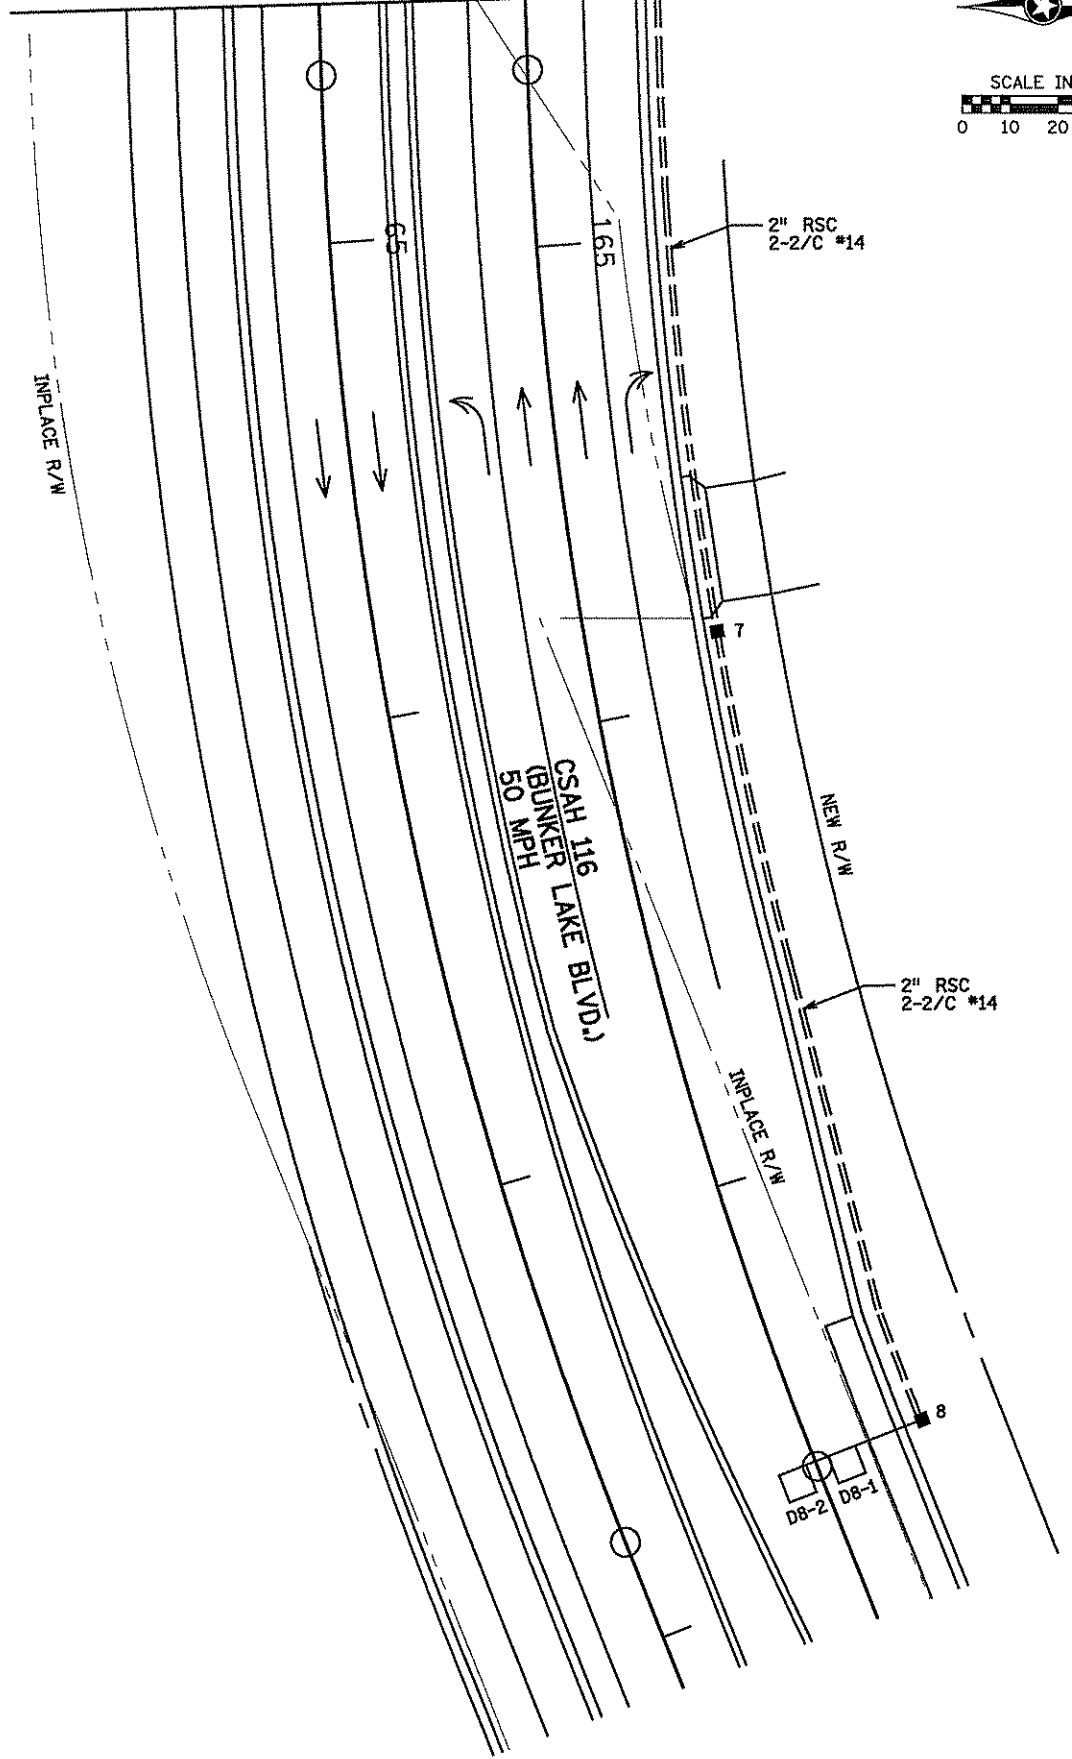 SCALE IN
0 10 20
2" RSC
2-2/C #14
65
165
INPLACE R/W
7
CSAH 116
(BUNKER LAKE BLVD.)
50 MPH
NEW R/W
2" RSC
2-2/C #14
INPLACE R/W
8
D8-2 D8-1